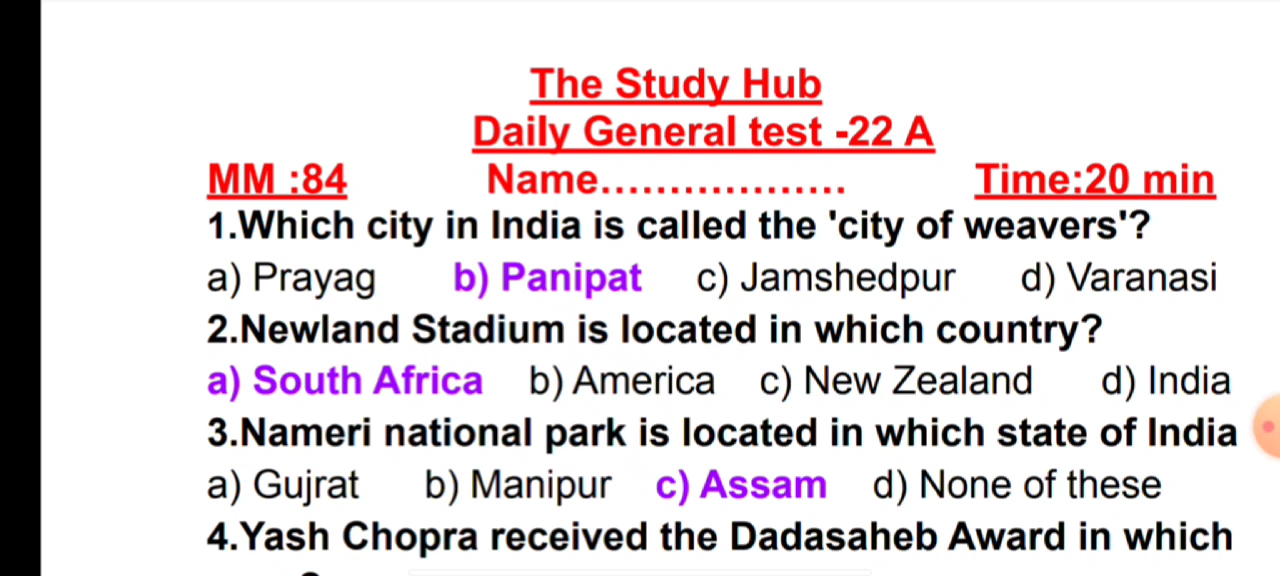 The Study Hub
Daily General test -22 A
MM :84 Name.................. Time:20 min
1.Which city in India is called the 'city of weavers'?
a) Prayag b) Panipat c) Jamshedpur d) Varanasi
2.Newland Stadium is located in which country?
a) South Africa b) America c) New Zealand d) India
3.Nameri national park is located in which state of India
a) Gujrat b) Manipur c) Assam d) None of these
4.Yash Chopra received the Dadasaheb Award in which